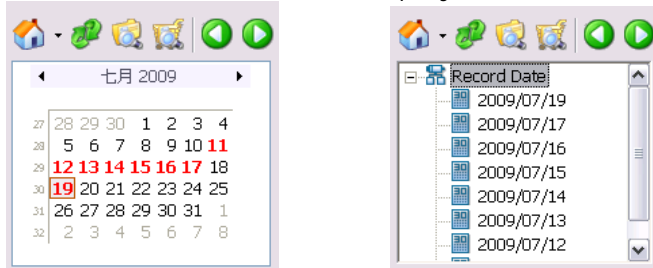 七月 2009
27 28 29 30 1 2 3 4
28 5 6 7 8 9 10 11
29 12 13 14 15 16 17 18
30 19 20 21 22 23 24 25
31 26 27 28 29 30 31 1
32 2 3 4 5 6 7 8
Record Date
2009/07/19
2009/07/17
2009/07/16
2009/07/15
2009/07/14
2009/07/13
2009/07/12